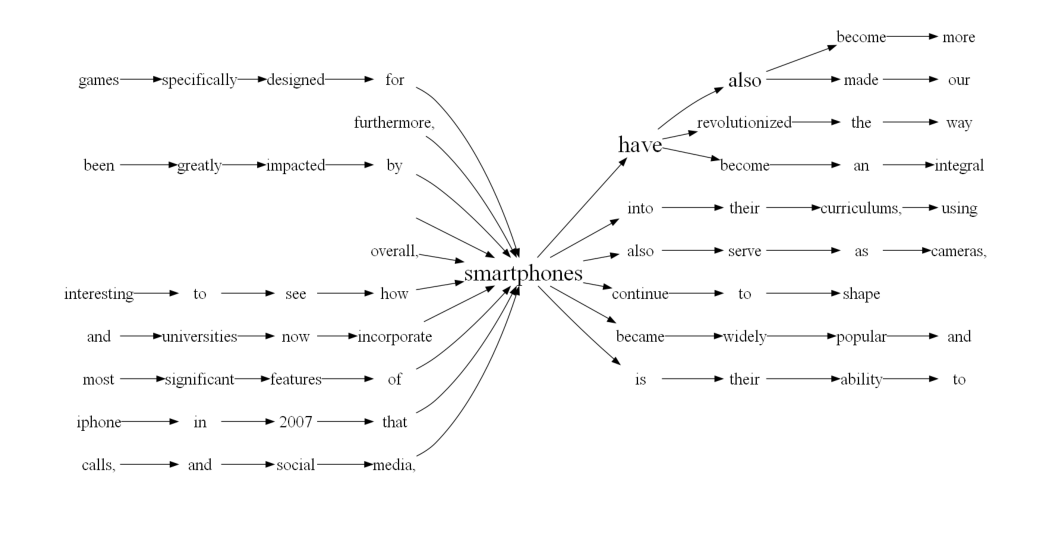 become more
games specifically designed for also made our
furthermore, revolutionized the way
have
been greatly impacted by become an integral
into their curriculums, using
overall, also serve as cameras,
smartphones
interesting to see how continue to shape
and universities now incorporate became widely popular and
most significant features of is their ability to
iphone in 2007 that
calls, and social media,